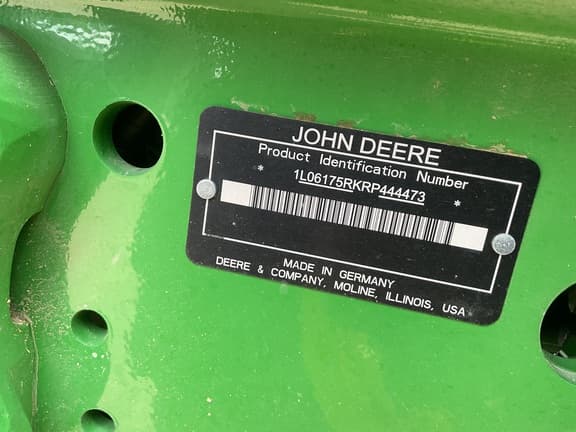 JOHN DEERE
Product Identification Number
* 1L06175RKRP444473 *
MADE IN GERMANY
DEERE & COMPANY, MOLINE, ILLINOIS, USA